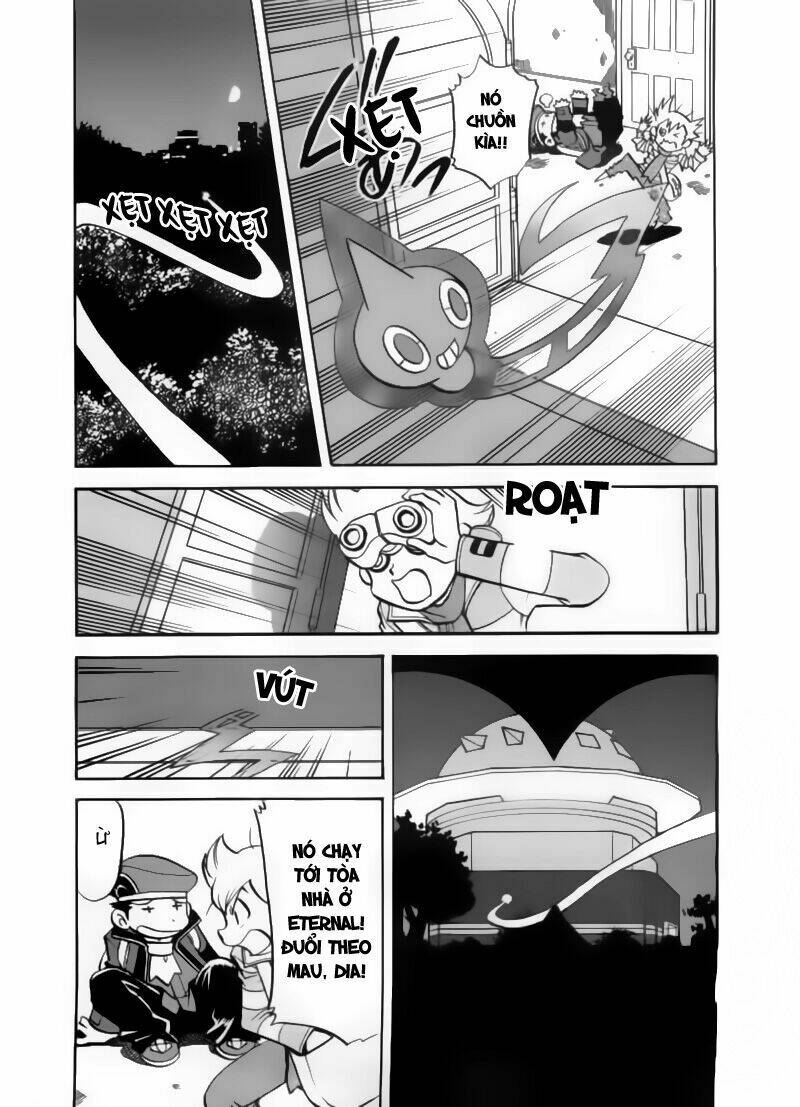 XẸT
NÓ
CHUỒN
KÌA!!
XẸT XẸT XẸT
ROẠT
VÚT
Ừ
NÓ CHẠY
TỚI TÒA
NHÀ Ở
ETERNAL!
ĐUỔI THEO
MAU, DIA!